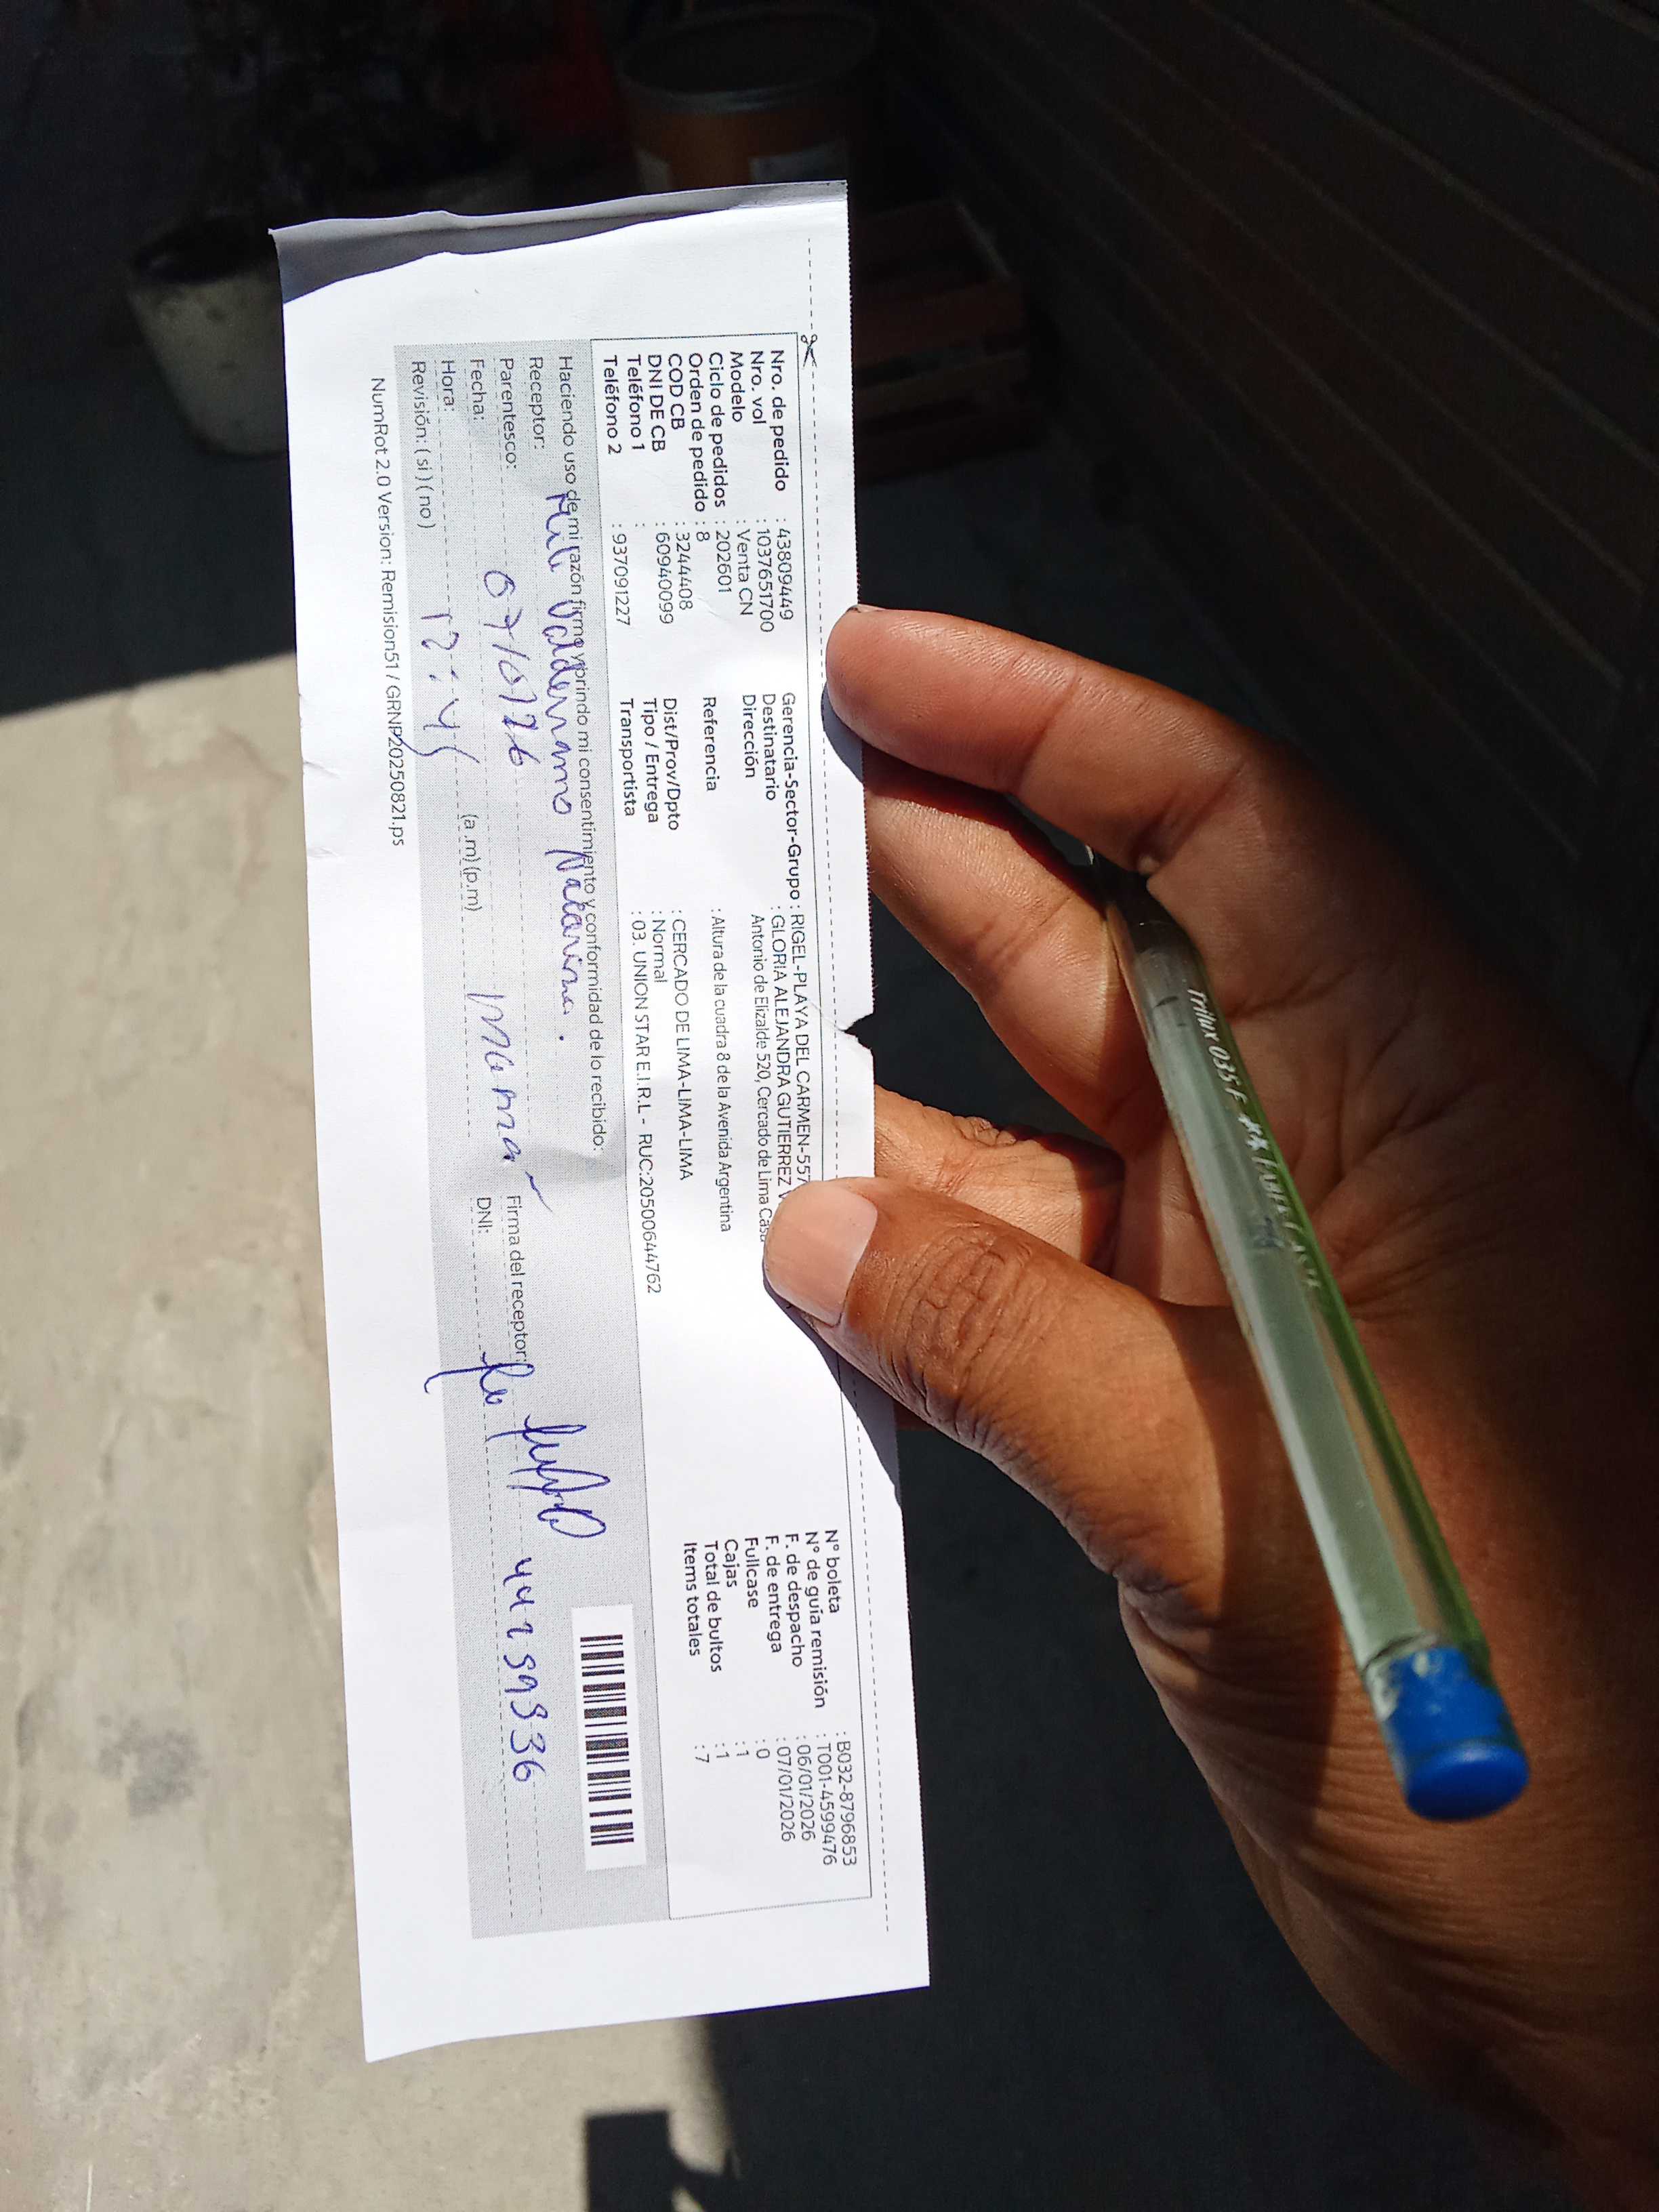 Nro. de pedido : 43809449
Nro. vol : 1037651700
Modelo : Venta CN
Ciclo de pedidos : 202601
Orden de pedido : 8
COD CB : 3244408
DNI DE CB : 60940099
Teléfono 1 :
Teléfono 2 : 937091227
Gerencia-Sector-Grupo : RIGEL-PLAYA DEL CARMEN-557
Destinatario : GLORIA ALEJANDRA GUTIERREZ
Dirección Antonio de Elizalde 520, Cercado de Lima Casa
Referencia : Altura de la cuadra 8 de la Avenida Argentina
Dist/Prov/Dpto : CERCADO DE LIMA-LIMA-LIMA
Tipo / Entrega : Normal
Transportista : 03. UNION STAR E.I.R.L - RUC:20500644762
N° boleta : B032-8796853
N° de guía remisión : T001-4599476
F. de despacho : 06/01/2026
F. de entrega : 07/01/2026
Fullcase : 0
Cajas : 1
Total de bultos : 1
Items totales : 7
Haciendo uso de mi razón firmo y brindo mi consentimiento y conformidad de lo recibido:
Receptor:
Parentesco: mamá
Fecha: 07/01/26
Hora: 12:45 (a.m) (p.m)
Revisión: (si) (no)
Firma del receptor:
DNI: 44259936
NumRot 2.0 Version: Remision51 / GRNP20250821.ps
Trilux 035 F